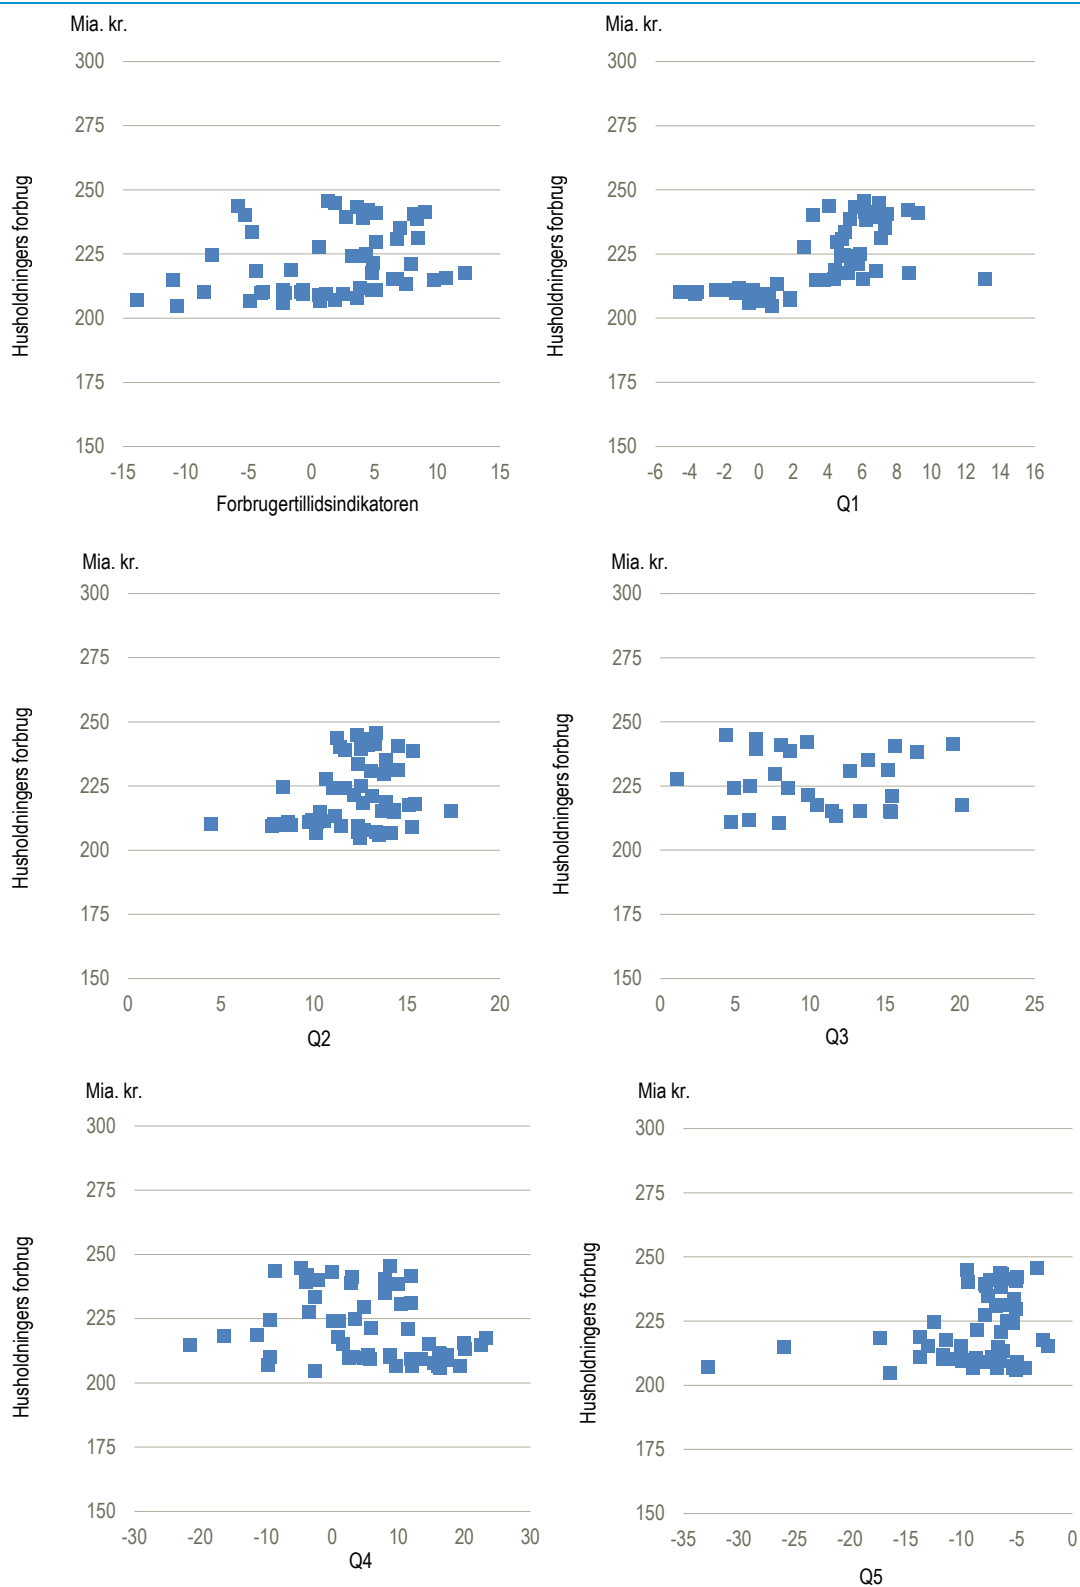 Mia. kr.
300
275
250
225
200
175
150
-15 -10 -5 0 5 10 15
Husholdningers forbrug
Forbrugertillidsindikatoren
Mia. kr.
300
275
250
225
200
175
150
-6 -4 -2 0 2 4 6 8 10 12 14 16
Husholdningers forbrug
Q1
Mia. kr.
300
275
250
225
200
175
150
0 5 10 15 20
Husholdningers forbrug
Q2
Mia. kr.
300
275
250
225
200
175
150
0 5 10 15 20 25
Husholdningers forbrug
Q3
Mia. kr.
300
275
250
225
200
175
150
-30 -20 -10 0 10 20 30
Husholdningers forbrug
Q4
Mia kr.
300
275
250
225
200
175
150
-35 -30 -25 -20 -15 -10 -5 0
Husholdningers forbrug
Q5